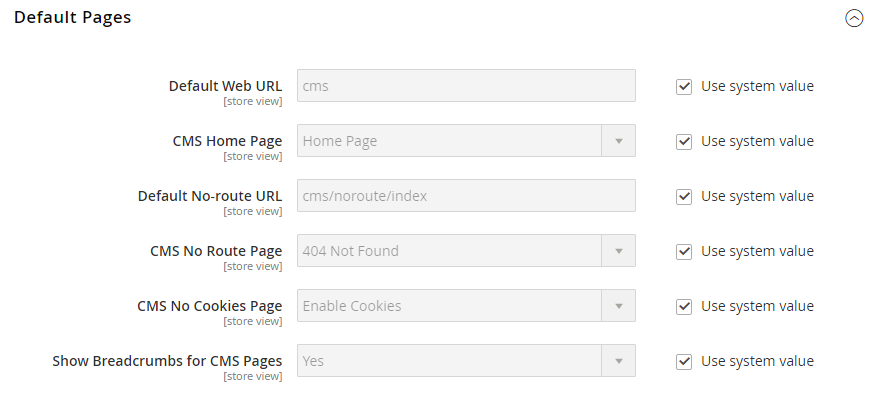 Default Pages
Default Web URL cms Use system value
[store view]
CMS Home Page Home Page Use system value
[store view]
Default No-route URL cms/noroute/index Use system value
[store view]
CMS No Route Page 404 Not Found Use system value
[store view]
CMS No Cookies Page Enable Cookies Use system value
[store view]
Show Breadcrumbs for CMS Pages Yes Use system value
[store view]